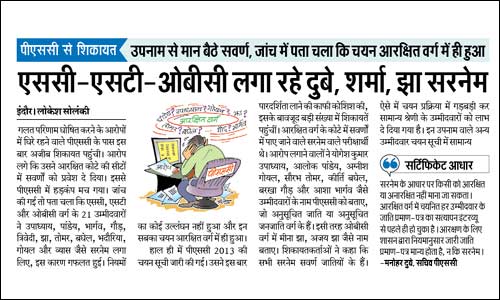 पीएससी से शिकायत
उपनाम से मान बैठे सवर्ण, जांच में पता चला कि चयन आरक्षित वर्ग में ही हुआ
एससी-एसटी-ओबीसी लगा रहे दुबे, शर्मा, झा सरनेम
इंदौर। लोकेश सोलंकी
गलत परिणाम घोषित करने के आरोपों
से घिरे रहने वाले पीएससी के पास इस
बार अजीब शिकायत पहुंची। आरोप
लगे कि उसने आरक्षित कोटे की सीटों
में सवर्णों को प्रवेश दे दिया। इससे
पीएससी में हड़कंप मच गया। जांच
की गई तो पता चला कि एससी, एसटी
और ओबीसी वर्ग के 21 उम्मीदवारों
ने उपाध्याय, पांडेय, भार्गव, गौड़,
त्रिवेदी, झा, तोमर, बघेल, भदौरिया,
गोयल और व्यास जैसे सरनेम लगा
लिए, इस कारण गफलत हुई। नियमों
आरक्षित वर्ग
पीएससी
का कोई उल्लंघन नहीं हुआ और इन
सबका चयन आरक्षित वर्ग में ही हुआ।
हाल ही में पीएससी 2013 की
चयन सूची जारी की गई। उसने इस बार
पारदर्शिता लाने की काफी कोशिश की,
इसके बावजूद बड़ी संख्या में शिकायतें
पहुंचीं। आरक्षित वर्ग के कोटे में सवर्णों
में पाए जाने वाले सरनेम वाले परीक्षार्थी
थे। आरोप लगाने वालों ने योगेश कुमार
उपाध्याय, आलोक पांडेय, अम्नीश
गोयल, सौरभ तोमर, कीर्ति बघेल,
बरखा गौड़ और आशा भार्गव जैसे
उम्मीदवारों के नाम पीएससी को बताए,
जो अनुसूचित जाति या अनुसूचित
जनजाति वर्ग के हैं। इसी तरह ओबीसी
वर्ग में मीना झा, अजय झा जैसे नाम
बताए। शिकायतकर्ताओं ने कहा कि
सभी सरनेम सवर्ण जातियों के हैं।
ऐसे में चयन प्रक्रिया में गड़बड़ी कर
सामान्य श्रेणी के उम्मीदवारों को लाभ
दे दिया गया है। इन उपनाम वाले अन्य
उम्मीदवार चयन सूची में सामान्य
सर्टिफिकेट आधार
सरनेम के आधार पर किसी को आरक्षित
या अनारक्षित नहीं माना जा सकता।
आरक्षित वर्ग में चयनित हर उम्मीदवार के
जाति प्रमाण-पत्र का सत्यापन इंटरव्यू
से पहले ही हो चुका है। आरक्षण के लिए
शासन द्वारा नियमानुसार जारी जाति
प्रमाण-पत्र मान्य होता है, न कि सरनेम।
-मनोहर दुबे, सचिव पीएससी